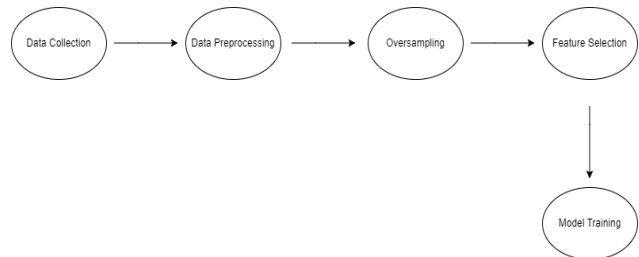 Data Collection
Data Preprocessing
Oversampling
Feature Selection
Model Training